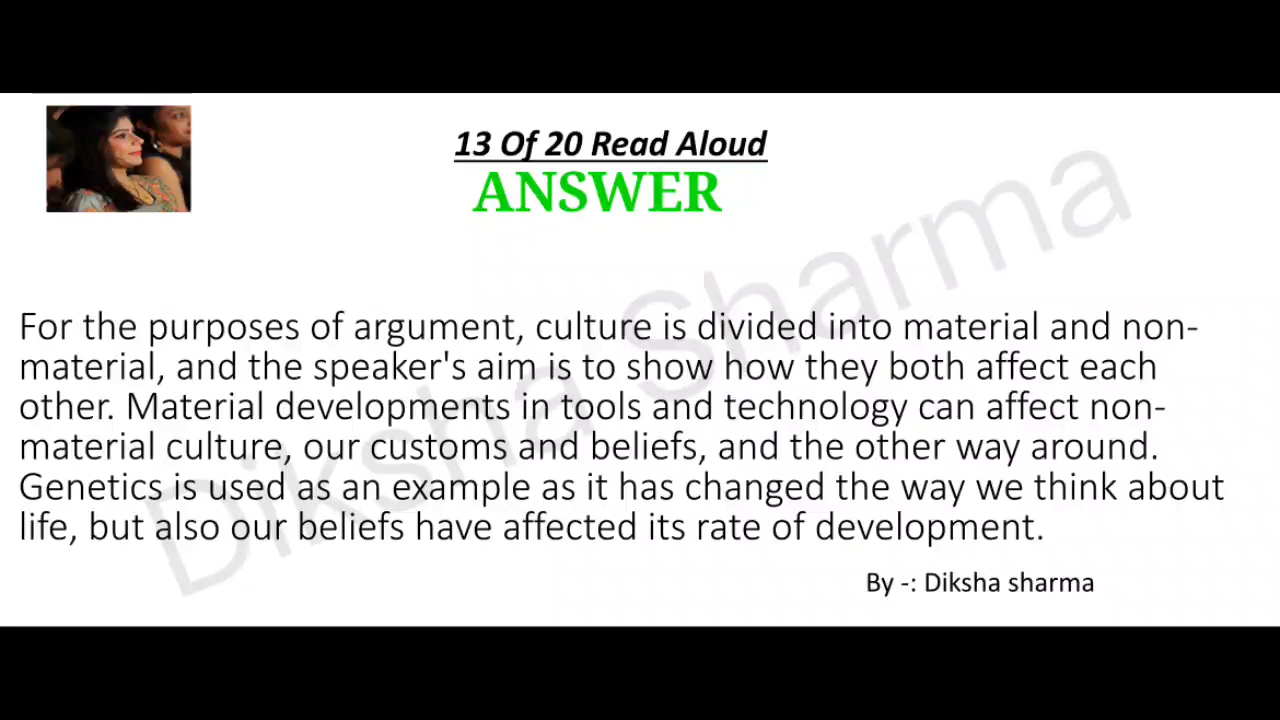 13 Of 20 Read Aloud
ANSWER
For the purposes of argument, culture is divided into material and non-
material, and the speaker's aim is to show how they both affect each
other. Material developments in tools and technology can affect non-
material culture, our customs and beliefs, and the other way around.
Genetics is used as an example as it has changed the way we think about
life, but also our beliefs have affected its rate of development.
By -: Diksha sharma
Diksha Sharma